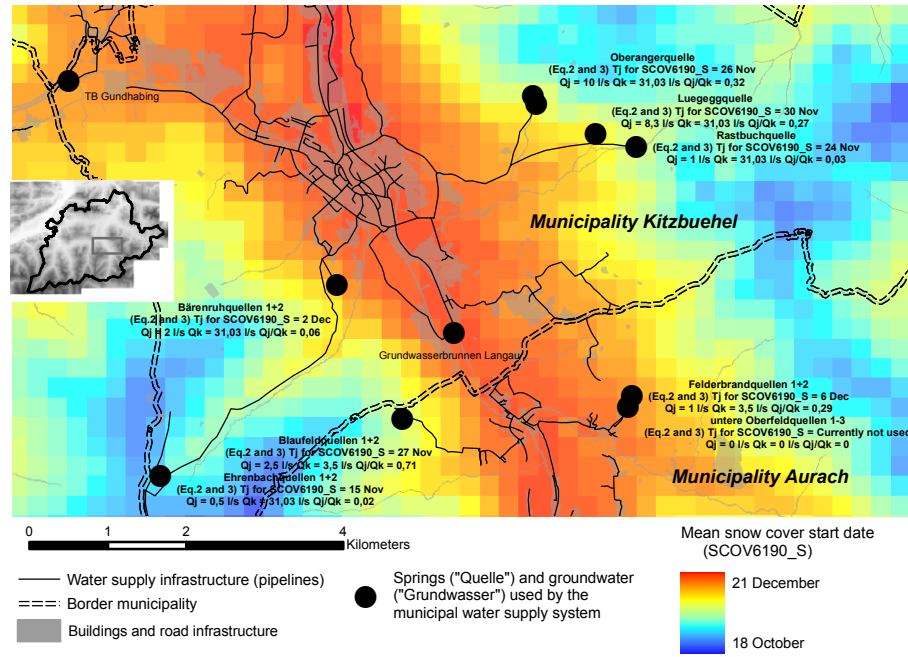 Oberangerquelle
(Eq.2 and 3) Tj for SCOV6190_S = 26 Nov
Qj = 10 l/s Qk = 31,03 l/s Qj/Qk = 0,32
TB Gundhabing
Luegeggquelle
(Eq.2 and 3) Tj for SCOV6190_S = 30 Nov
Qj = 8,3 l/s Qk = 31,03 l/s Qj/Qk = 0,27
Rastbuchquelle
(Eq.2 and 3) Tj for SCOV6190_S = 24 Nov
Qj = 1 l/s Qk = 31,03 l/s Qj/Qk = 0,03
Municipality Kitzbuehel
Bärenruhquellen 1+2
(Eq.2 and 3) Tj for SCOV6190_S = 2 Dec
Qj = 2 l/s Qk = 31,03 l/s Qj/Qk = 0,06
Grundwasserbrunnen Langau
Felderbrandquellen 1+2
(Eq.2 and 3) Tj for SCOV6190_S = 6 Dec
Qj = 1 l/s Qk = 3,5 l/s Qj/Qk = 0,29
untere Oberfeldquellen 1-3
(Eq.2 and 3) Tj for SCOV6190_S = Currently not used
Qj = 0 l/s Qk = 0 l/s Qj/Qk = 0
Blaufeldquellen 1+2
(Eq.2 and 3) Tj for SCOV6190_S = 27 Nov
Qj = 2,5 l/s Qk = 3,5 l/s Qj/Qk = 0,71
Ehrenbachquellen 1+2
(Eq.2 and 3) Tj for SCOV6190_S = 15 Nov
Qj = 0,5 l/s Qk = 31,03 l/s Qj/Qk = 0,02
Municipality Aurach
0 1 2 4
Kilometers
Water supply infrastructure (pipelines)
Border municipality
Buildings and road infrastructure
Springs ("Quelle") and groundwater
("Grundwasser") used by the
municipal water supply system
Mean snow cover start date
(SCOV6190_S)
21 December
18 October